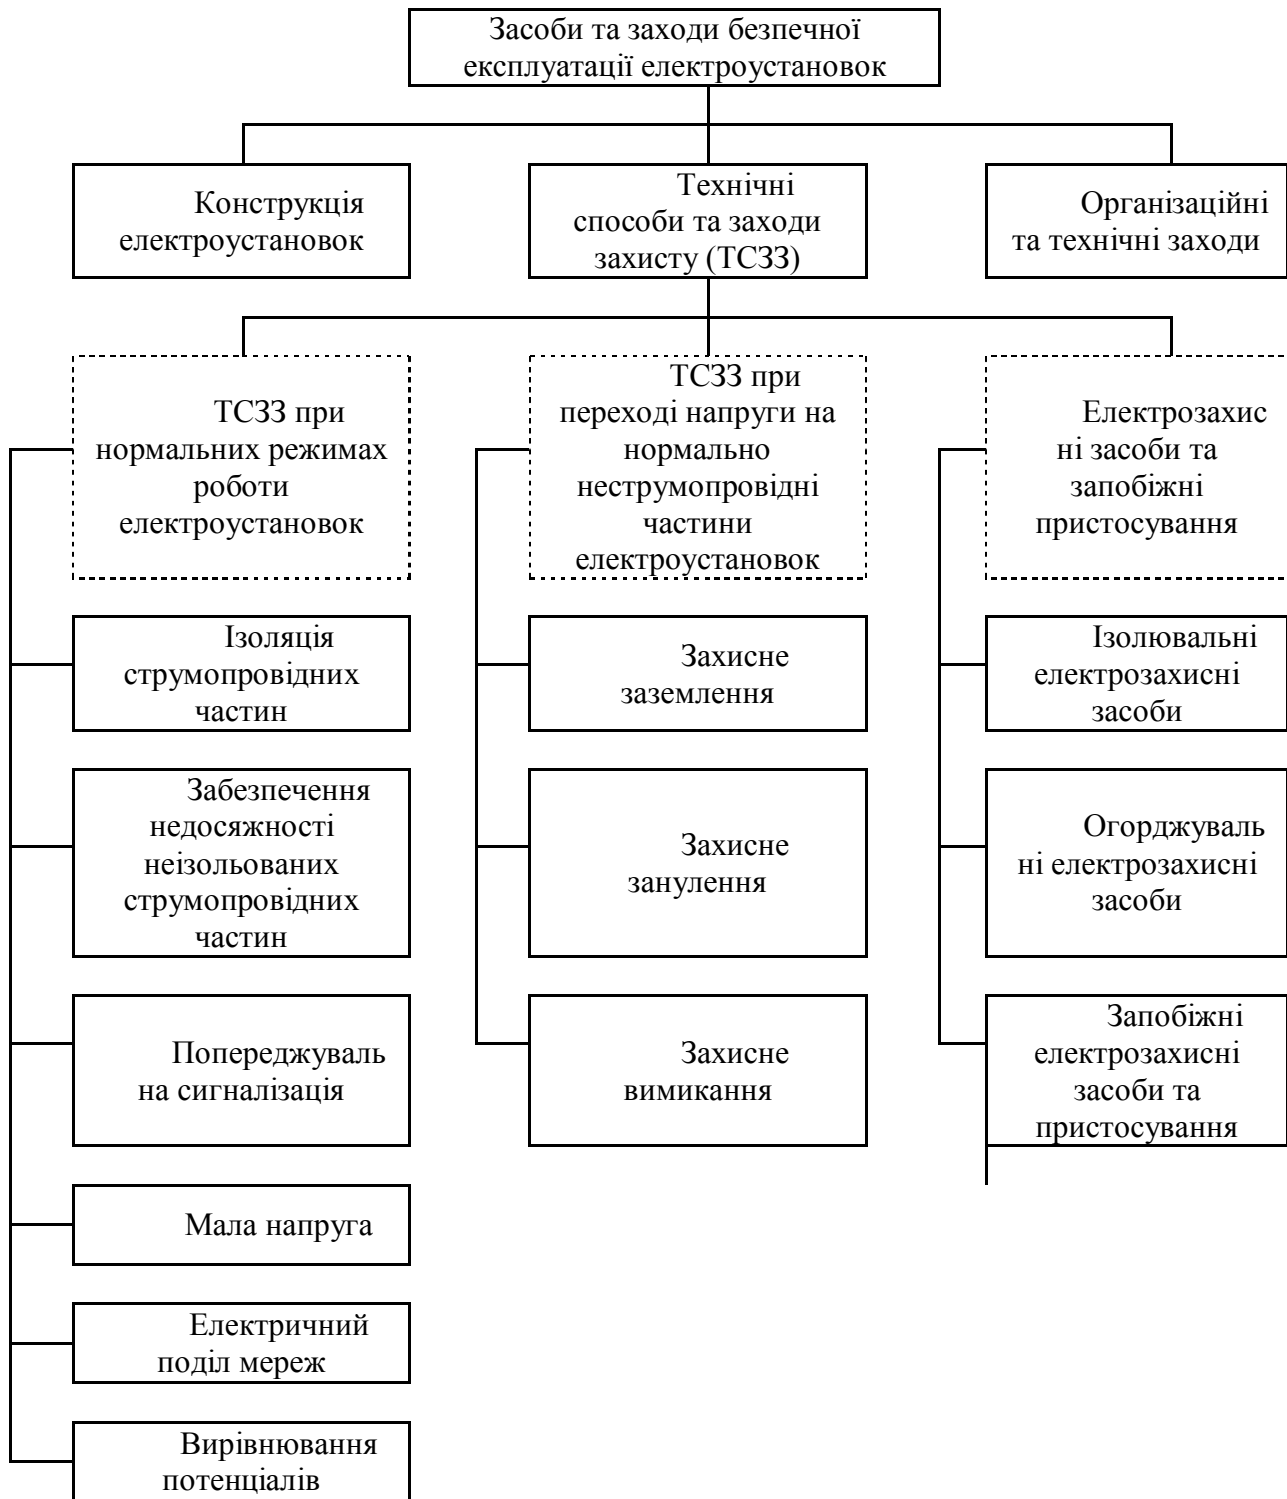 Засоби та заходи безпечної
експлуатації електроустановок
Конструкція
електроустановок
Технічні
способи та заходи
захисту (ТСЗЗ)
Організаційні
та технічні заходи
ТСЗЗ при
нормальних режимах
роботи
електроустановок
ТСЗЗ при
переході напруги на
нормально
неструмопровідні
частини
електроустановок
Електрозахис
ні засоби та
запобіжні
пристосування
Ізоляція
струмопровідних
частин
Захисне
заземлення
Ізолювальні
електрозахисні
засоби
Забезпечення
недосяжності
неізольованих
струмопровідних
частин
Захисне
занулення
Огорджуваль
ні електрозахисні
засоби
Попереджуваль
на сигналізація
Захисне
вимикання
Запобіжні
електрозахисні
засоби та
пристосування
Мала напруга
Електричний
поділ мереж
Вирівнювання
потенціалів